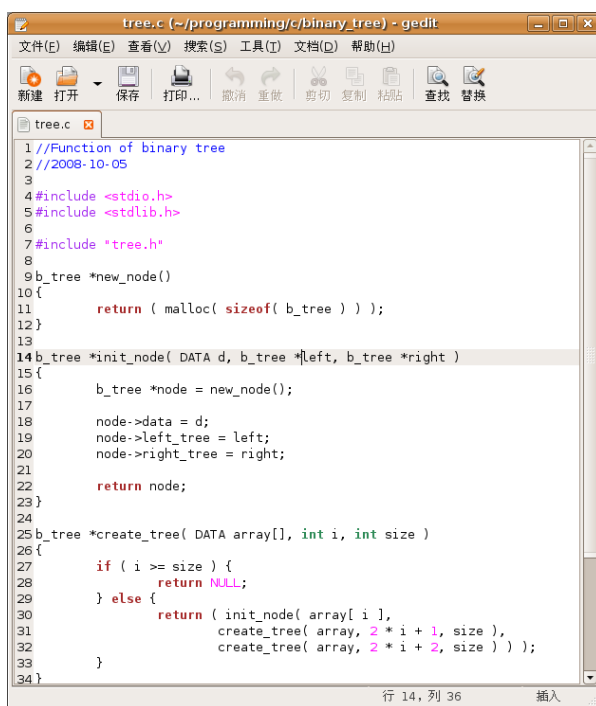 tree.c (~/programming/c/binary_tree) - gedit
文件(F) 编辑(E) 查看(V) 搜索(S) 工具(T) 文档(D) 帮助(H)
新建 打开 保存 打印... 撤消 重做 剪切 复制 粘贴 查找 替换
tree.c
1 //Function of binary tree
2 //2008-10-05
3
4 #include <stdio.h>
5 #include <stdlib.h>
6
7 #include "tree.h"
8
9 b_tree *new_node()
10 {
11         return ( malloc( sizeof( b_tree ) ) );
12 }
13
14 b_tree *init_node( DATA d, b_tree *left, b_tree *right )
15 {
16         b_tree *node = new_node();
17
18         node->data = d;
19         node->left_tree = left;
20         node->right_tree = right;
21
22         return node;
23 }
24
25 b_tree *create_tree( DATA array[], int i, int size )
26 {
27         if ( i >= size ) {
28                 return NULL;
29         } else {
30                 return ( init_node( array[ i ],
31                         create_tree( array, 2 * i + 1, size ),
32                         create_tree( array, 2 * i + 2, size ) ) );
33         }
34 }
行 14, 列 36 插入